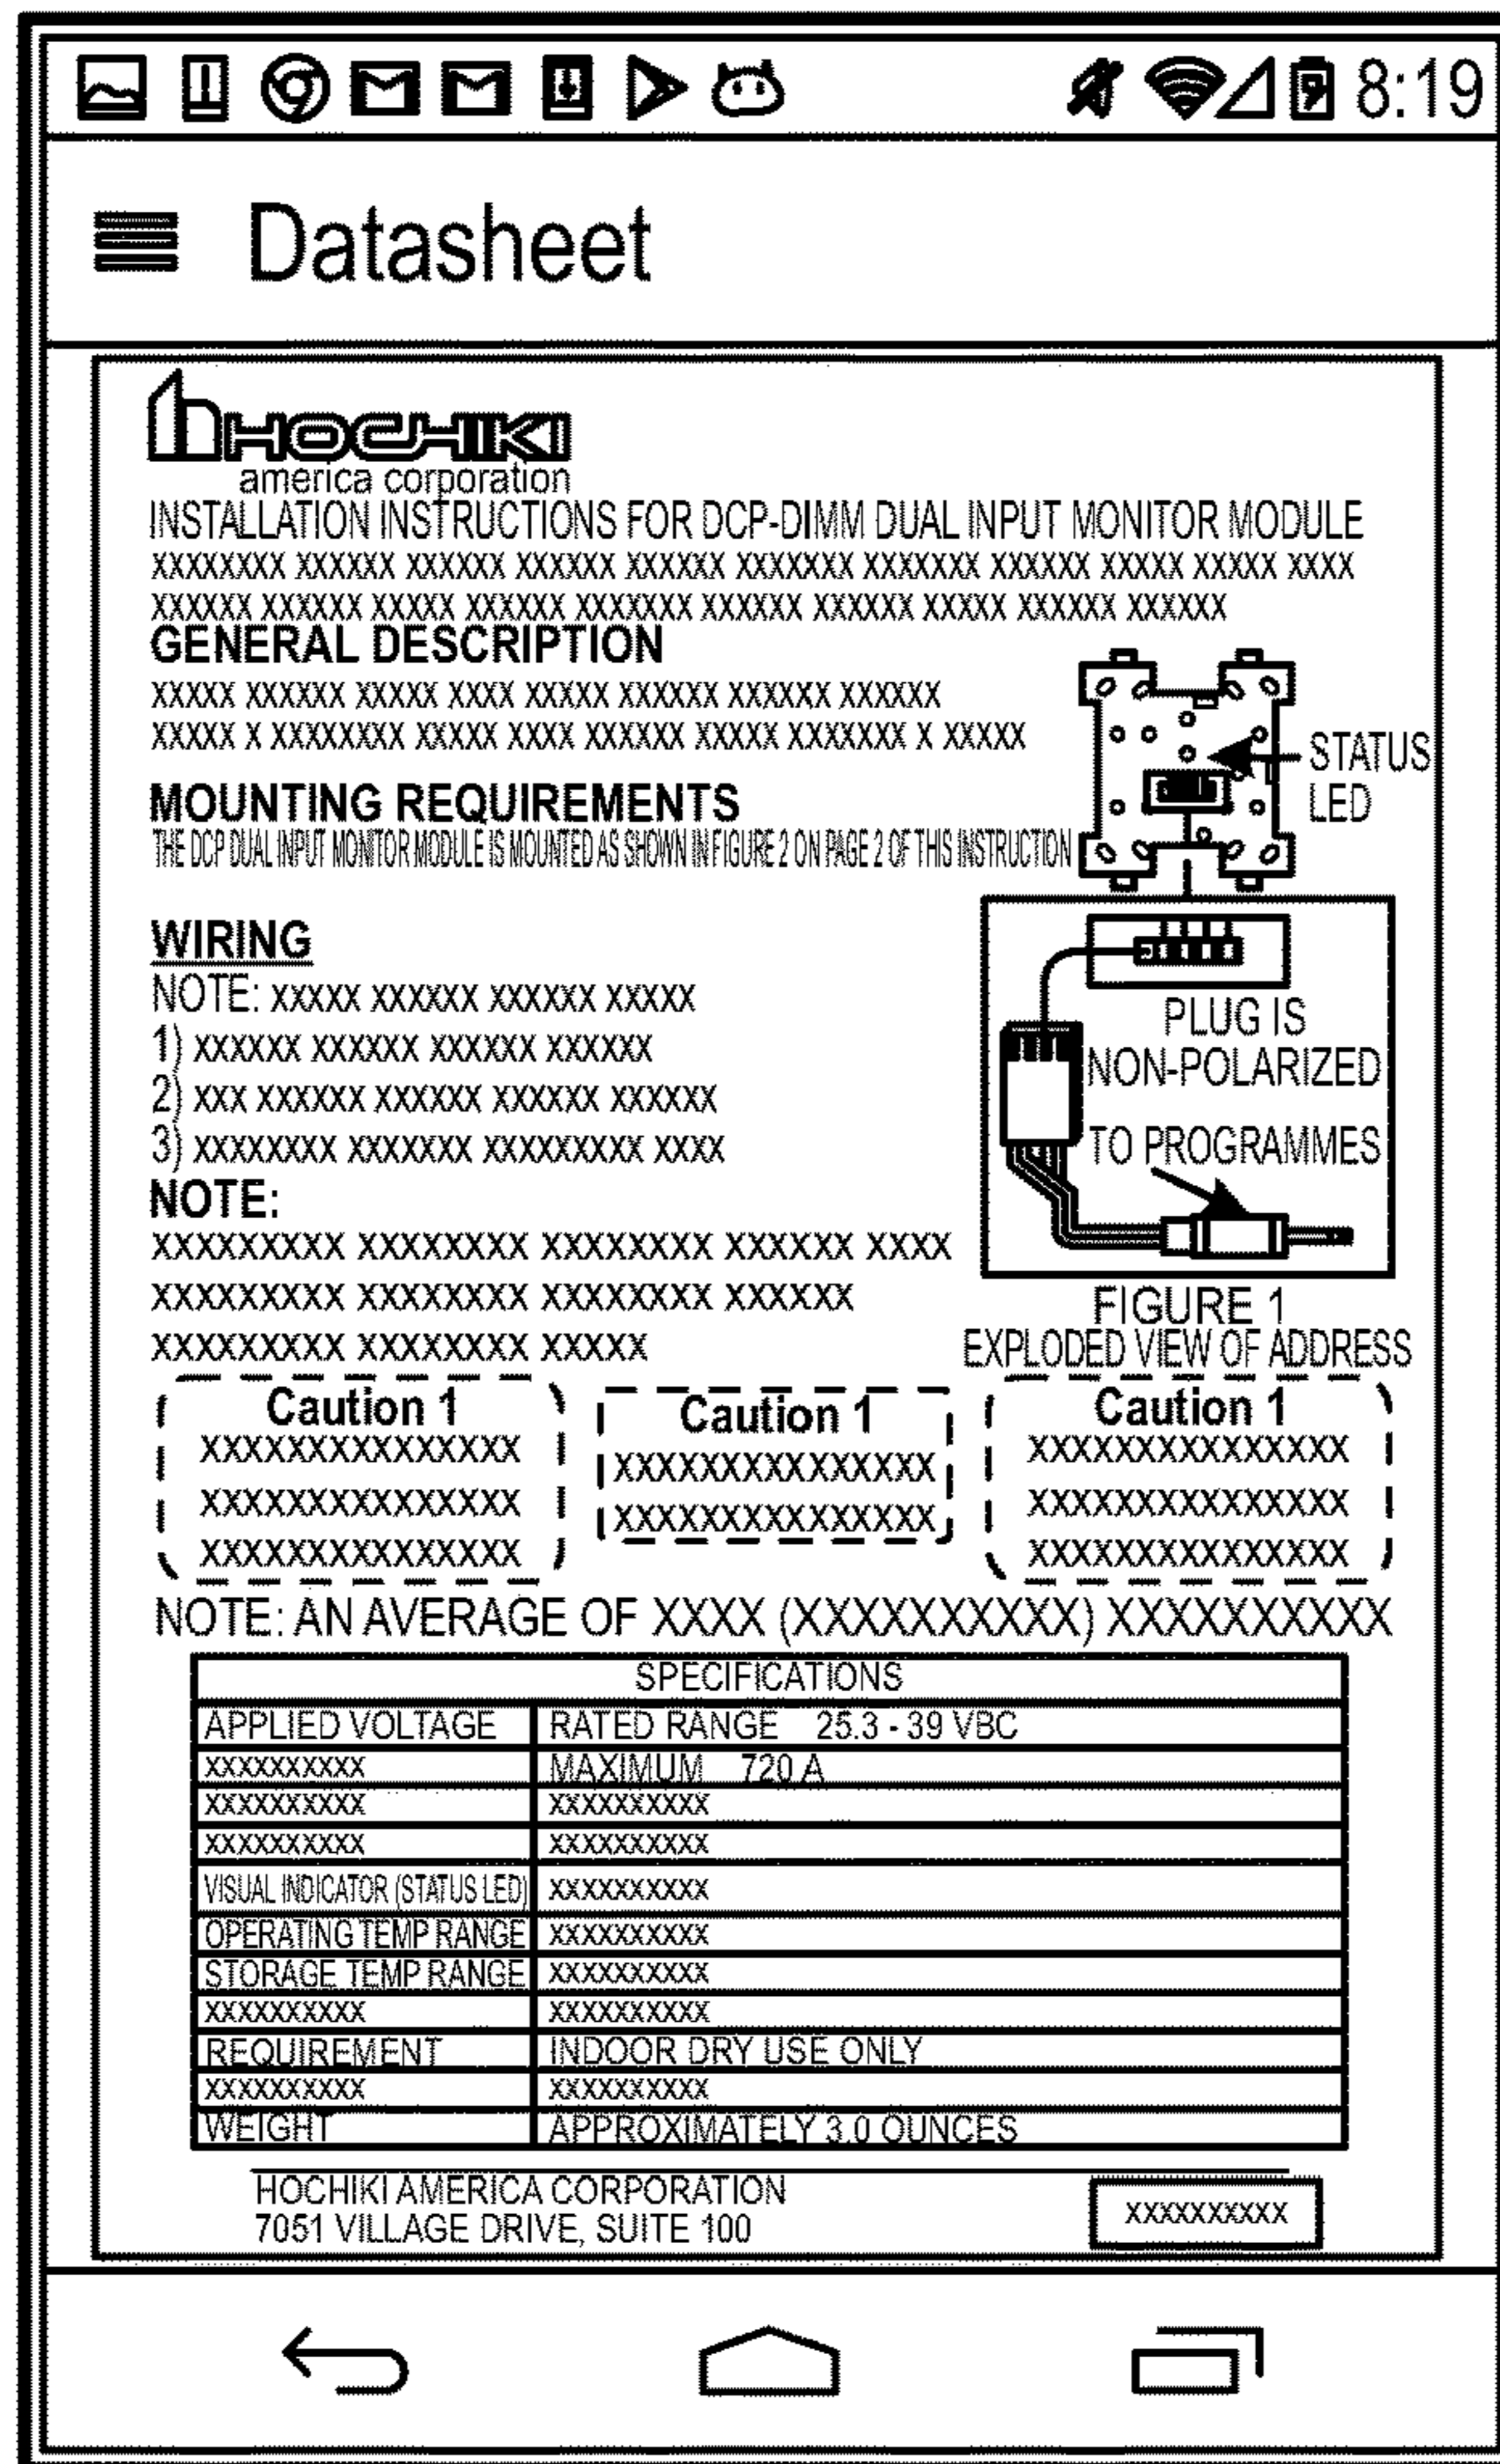 8:19
Datasheet
HOCHIKI
america corporation
INSTALLATION INSTRUCTIONS FOR DCP-DIMM DUAL INPUT MONITOR MODULE
XXXXXXXX XXXXXX XXXXXX XXXXXX XXXXXX XXXXXXX XXXXXXX XXXXXX XXXXX XXXXX XXXX
XXXXXX XXXXXX XXXXX XXXXXX XXXXXXX XXXXXX XXXXXX XXXXX XXXXXX XXXXXX
GENERAL DESCRIPTION
XXXXX XXXXXX XXXXX XXXX XXXXX XXXXXX XXXXXX XXXXXX
XXXXX X XXXXXXXX XXXXX XXXX XXXXXX XXXXX XXXXXXX X XXXXX
STATUS
LED
MOUNTING REQUIREMENTS
THE DCP DUAL INPUT MONITOR MODULE IS MOUNTED AS SHOWN IN FIGURE 2 ON PAGE 2 OF THIS INSTRUCTION
WIRING
NOTE: XXXXX XXXXXX XXXXXX XXXXX
1) XXXXXX XXXXXX XXXXXX XXXXXX
2) XXX XXXXXX XXXXXX XXXXXX XXXXXX
3) XXXXXXXX XXXXXXX XXXXXXXXX XXXX
NOTE:
XXXXXXXXX XXXXXXXX XXXXXXXX XXXXXX XXXX
XXXXXXXXX XXXXXXXX XXXXXXXX XXXXXX
XXXXXXXXX XXXXXXXX XXXXX
PLUG IS
NON-POLARIZED
TO PROGRAMMES
FIGURE 1
EXPLODED VIEW OF ADDRESS
Caution 1
XXXXXXXXXXXXXXX
XXXXXXXXXXXXXXX
XXXXXXXXXXXXXXX
Caution 1
XXXXXXXXXXXXXXX
XXXXXXXXXXXXXXX
Caution 1
XXXXXXXXXXXXXXX
XXXXXXXXXXXXXXX
XXXXXXXXXXXXXXX
NOTE: AN AVERAGE OF XXXX (XXXXXXXXXX) XXXXXXXXXX
SPECIFICATIONS
APPLIED VOLTAGE RATED RANGE 25.3 - 39 VBC
XXXXXXXXXX MAXIMUM 720 A
XXXXXXXXXX XXXXXXXXXX
XXXXXXXXXX XXXXXXXXXX
VISUAL INDICATOR (STATUS LED) XXXXXXXXXX
OPERATING TEMP RANGE XXXXXXXXXX
STORAGE TEMP RANGE XXXXXXXXXX
XXXXXXXXXX XXXXXXXXXX
REQUIREMENT INDOOR DRY USE ONLY
XXXXXXXXXX XXXXXXXXXX
WEIGHT APPROXIMATELY 3.0 OUNCES
HOCHIKI AMERICA CORPORATION
7051 VILLAGE DRIVE, SUITE 100
XXXXXXXXXX